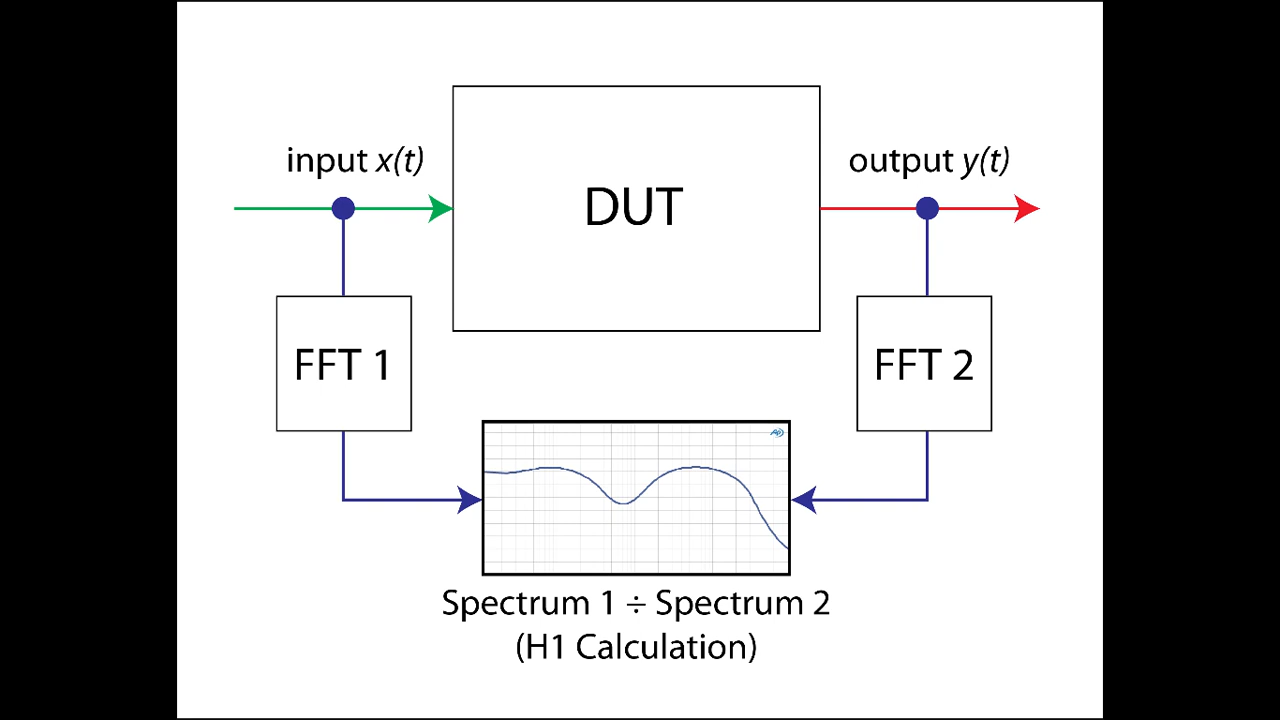 input x(t)
output y(t)
DUT
FFT 1
FFT 2
Spectrum 1 ÷ Spectrum 2
(H1 Calculation)